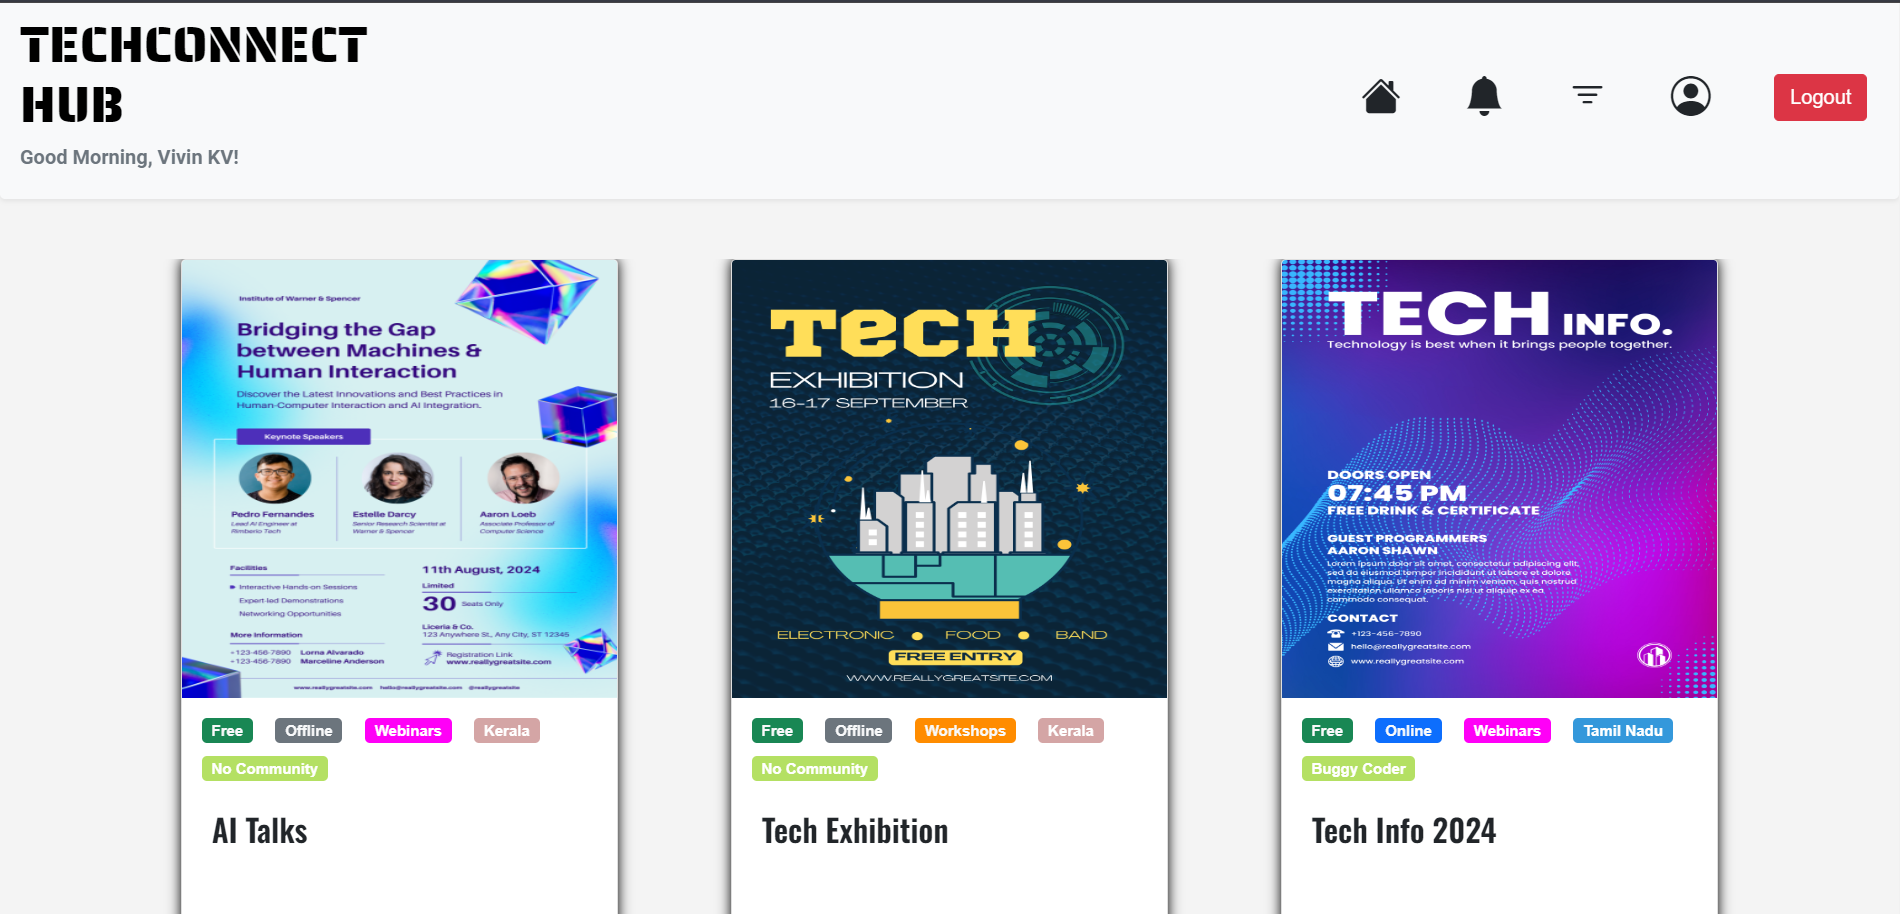 TECHCONNECT
HUB
Good Morning, Vivin KV!
Logout
Institute of Warner & Spencer
Bridging the Gap
between Machines &
Human Interaction
Discover the Latest Innovations and Best Practices in
Human-Computer Interaction and AI Integration.
Keynote Speakers
Pedro Fernandes
Lead AI Engineer at
Rimberio Tech
Estelle Darcy
Senior Research Scientist at
Warner & Spencer
Aaron Loeb
Associate Professor of
Computer Science
Facilities
Interactive Hands-on Sessions
Expert-led Demonstrations
Networking Opportunities
More Information
+123-456-7890 Lorna Alvarado
+123-456-7890 Marceline Anderson
11th August, 2024
Limited
30 Seats Only
Liceria & Co.
123 Anywhere St., Any City, ST 12345
Registration Link
www.reallygreatsite.com
www.reallygreatsite.com hello@reallygreatsite.com @reallygreatsite
Free Offline Webinars Kerala
No Community
AI Talks
TECH
EXHIBITION
16-17 SEPTEMBER
ELECTRONIC FOOD BAND
FREE ENTRY
WWW.REALLYGREATSITE.COM
Free Offline Workshops Kerala
No Community
Tech Exhibition
TECH INFO.
Technology is best when it brings people together.
DOORS OPEN
07:45 PM
FREE DRINK & CERTIFICATE
GUEST PROGRAMMERS
AARON SHAWN
Lorem ipsum dolor sit amet, consectetur adipiscing elit,
sed do eiusmod tempor incididunt ut labore et dolore
magna aliqua. Ut enim ad minim veniam, quis nostrud
exercitation ullamco laboris nisi ut aliquip ex ea
commodo consequat.
CONTACT
+123-456-7890
hello@reallygreatsite.com
www.reallygreatsite.com
Free Online Webinars Tamil Nadu
Buggy Coder
Tech Info 2024